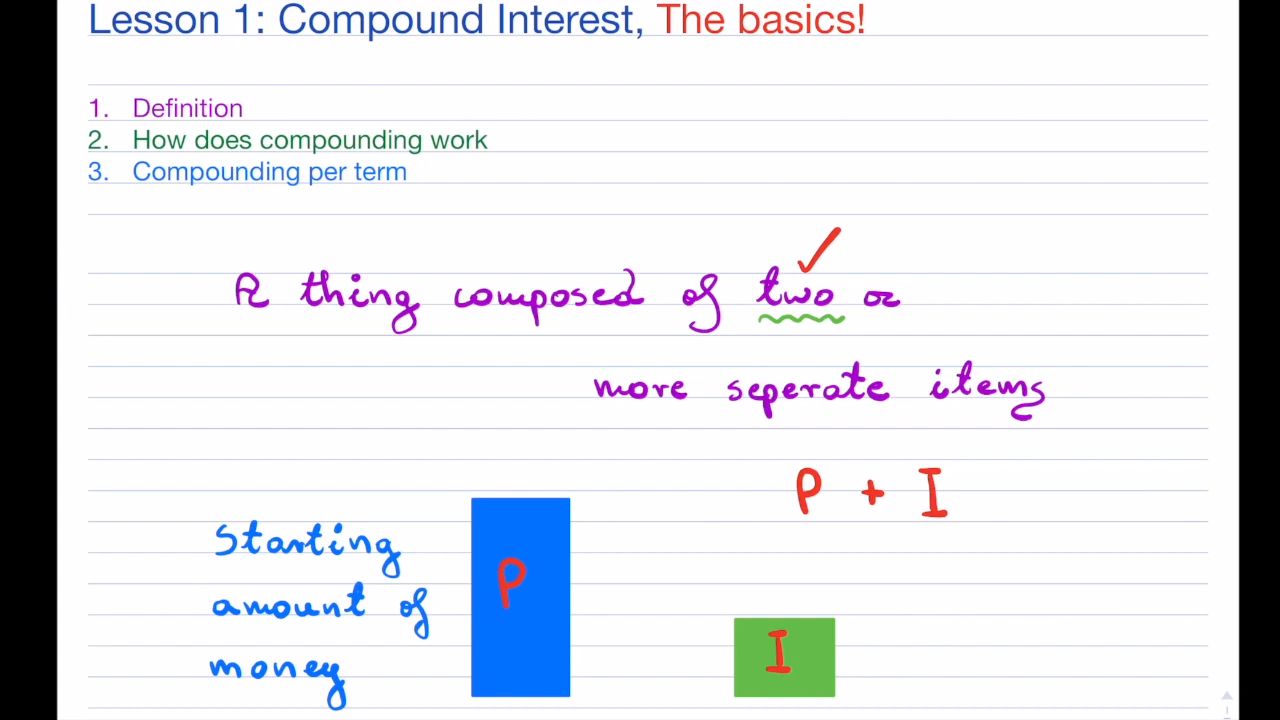 Lesson 1: Compound Interest, The basics!
1. Definition
2. How does compounding work
3. Compounding per term
A thing composed of two or
more seperate items
P + I
Starting
amount of
money
P
I